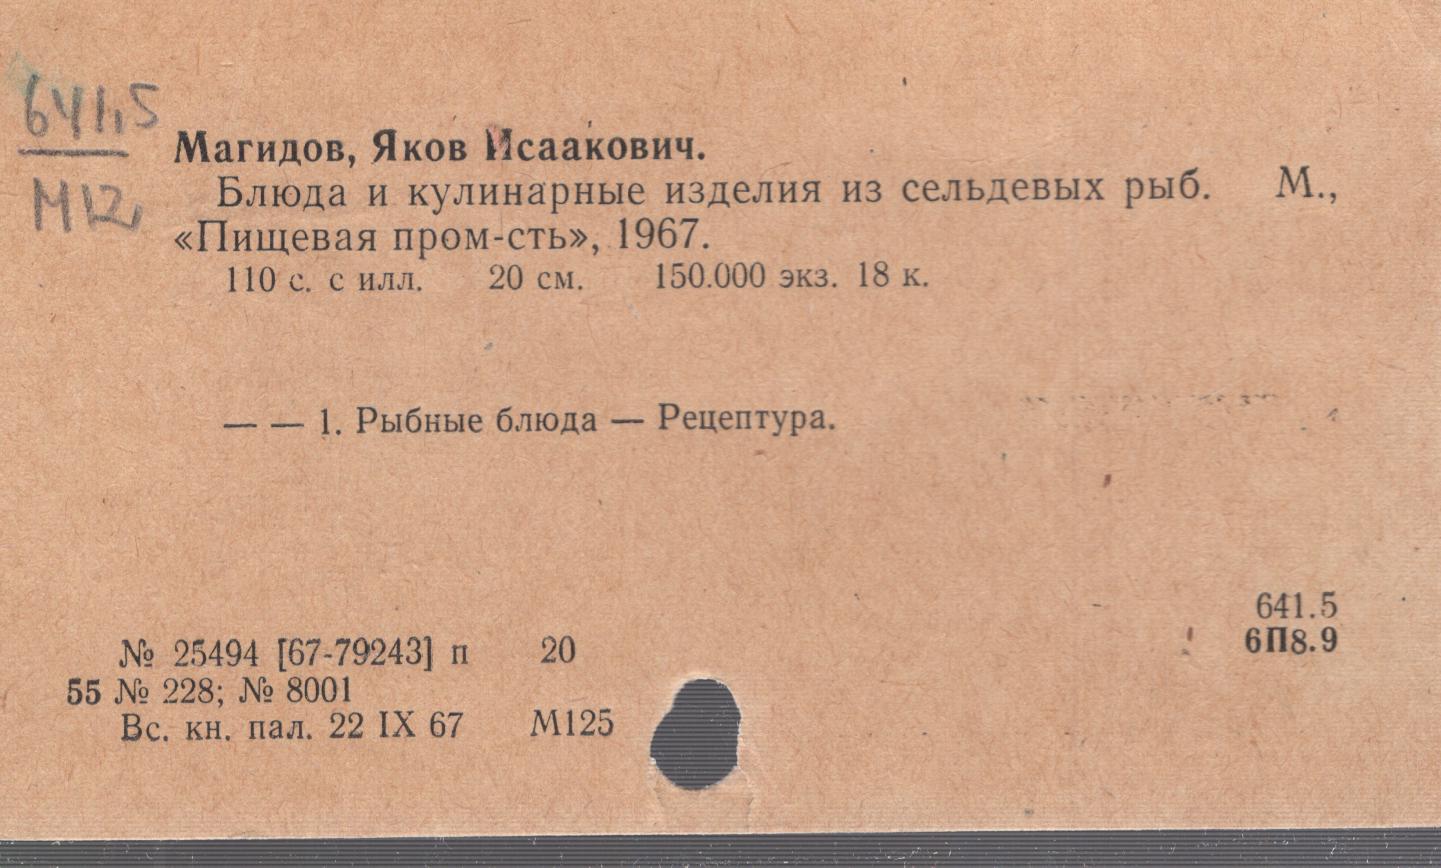 641,5
М12,
Магидов, Яков Исаакович.
Блюда и кулинарные изделия из сельдевых рыб. М.,
«Пищевая пром-сть», 1967.
110 с. с илл. 20 см. 150.000 экз. 18 к.
— — 1. Рыбные блюда — Рецептура.
641.5
6П8.9
№ 25494 [67-79243] п 20
55 № 228; № 8001
Вс. кн. пал. 22 IX 67 М125